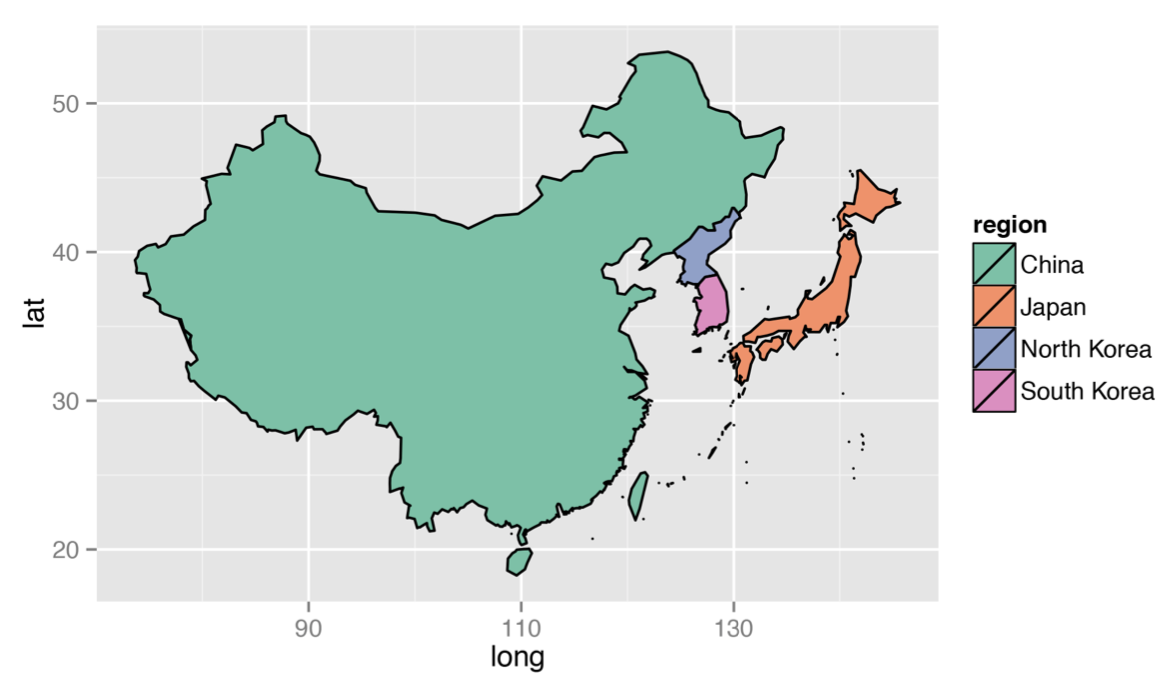 50
40
30
20
lat
90
110
130
long
region
China
Japan
North Korea
South Korea